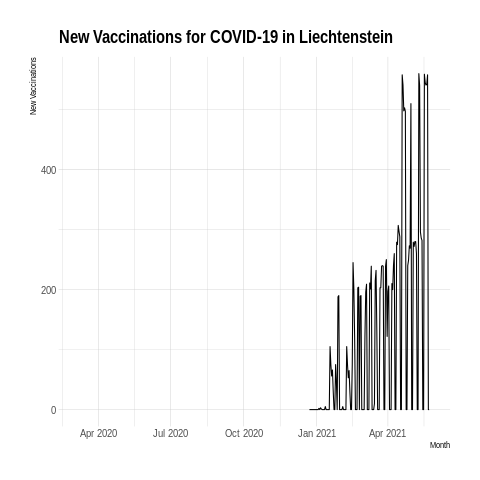 New Vaccinations for COVID-19 in Liechtenstein
New Vaccinations
400
200
0
Apr 2020 Jul 2020 Oct 2020 Jan 2021 Apr 2021
Month